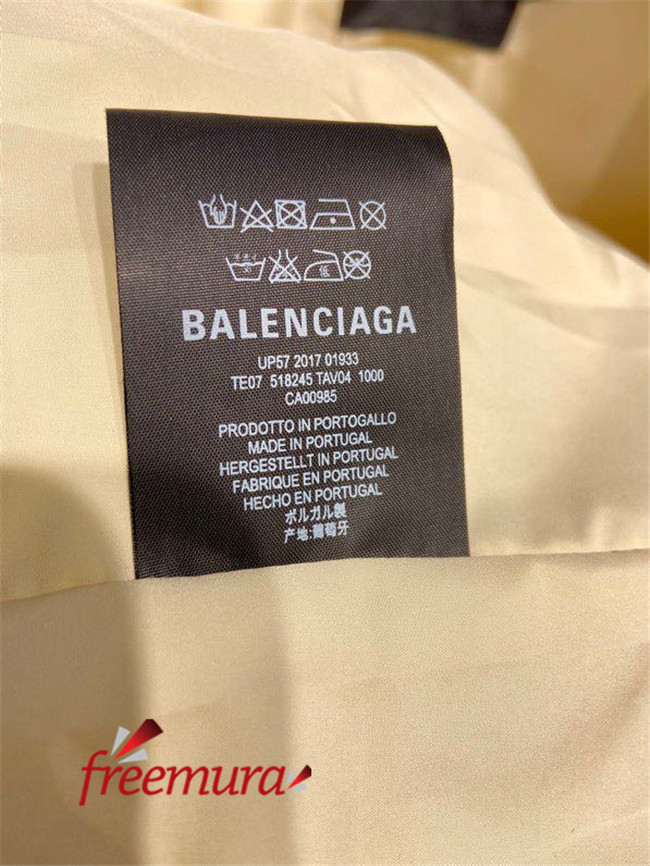 BALENCIAGA
UP57 2017 01933
TE07 518245 TAV04 1000
CA00985
PRODOTTO IN PORTOGALLO
MADE IN PORTUGAL
HERGESTELLT IN PORTUGAL
FABRIQUE EN PORTUGAL
HECHO EN PORTUGAL
ポルガル製
产地:葡萄牙
freemura